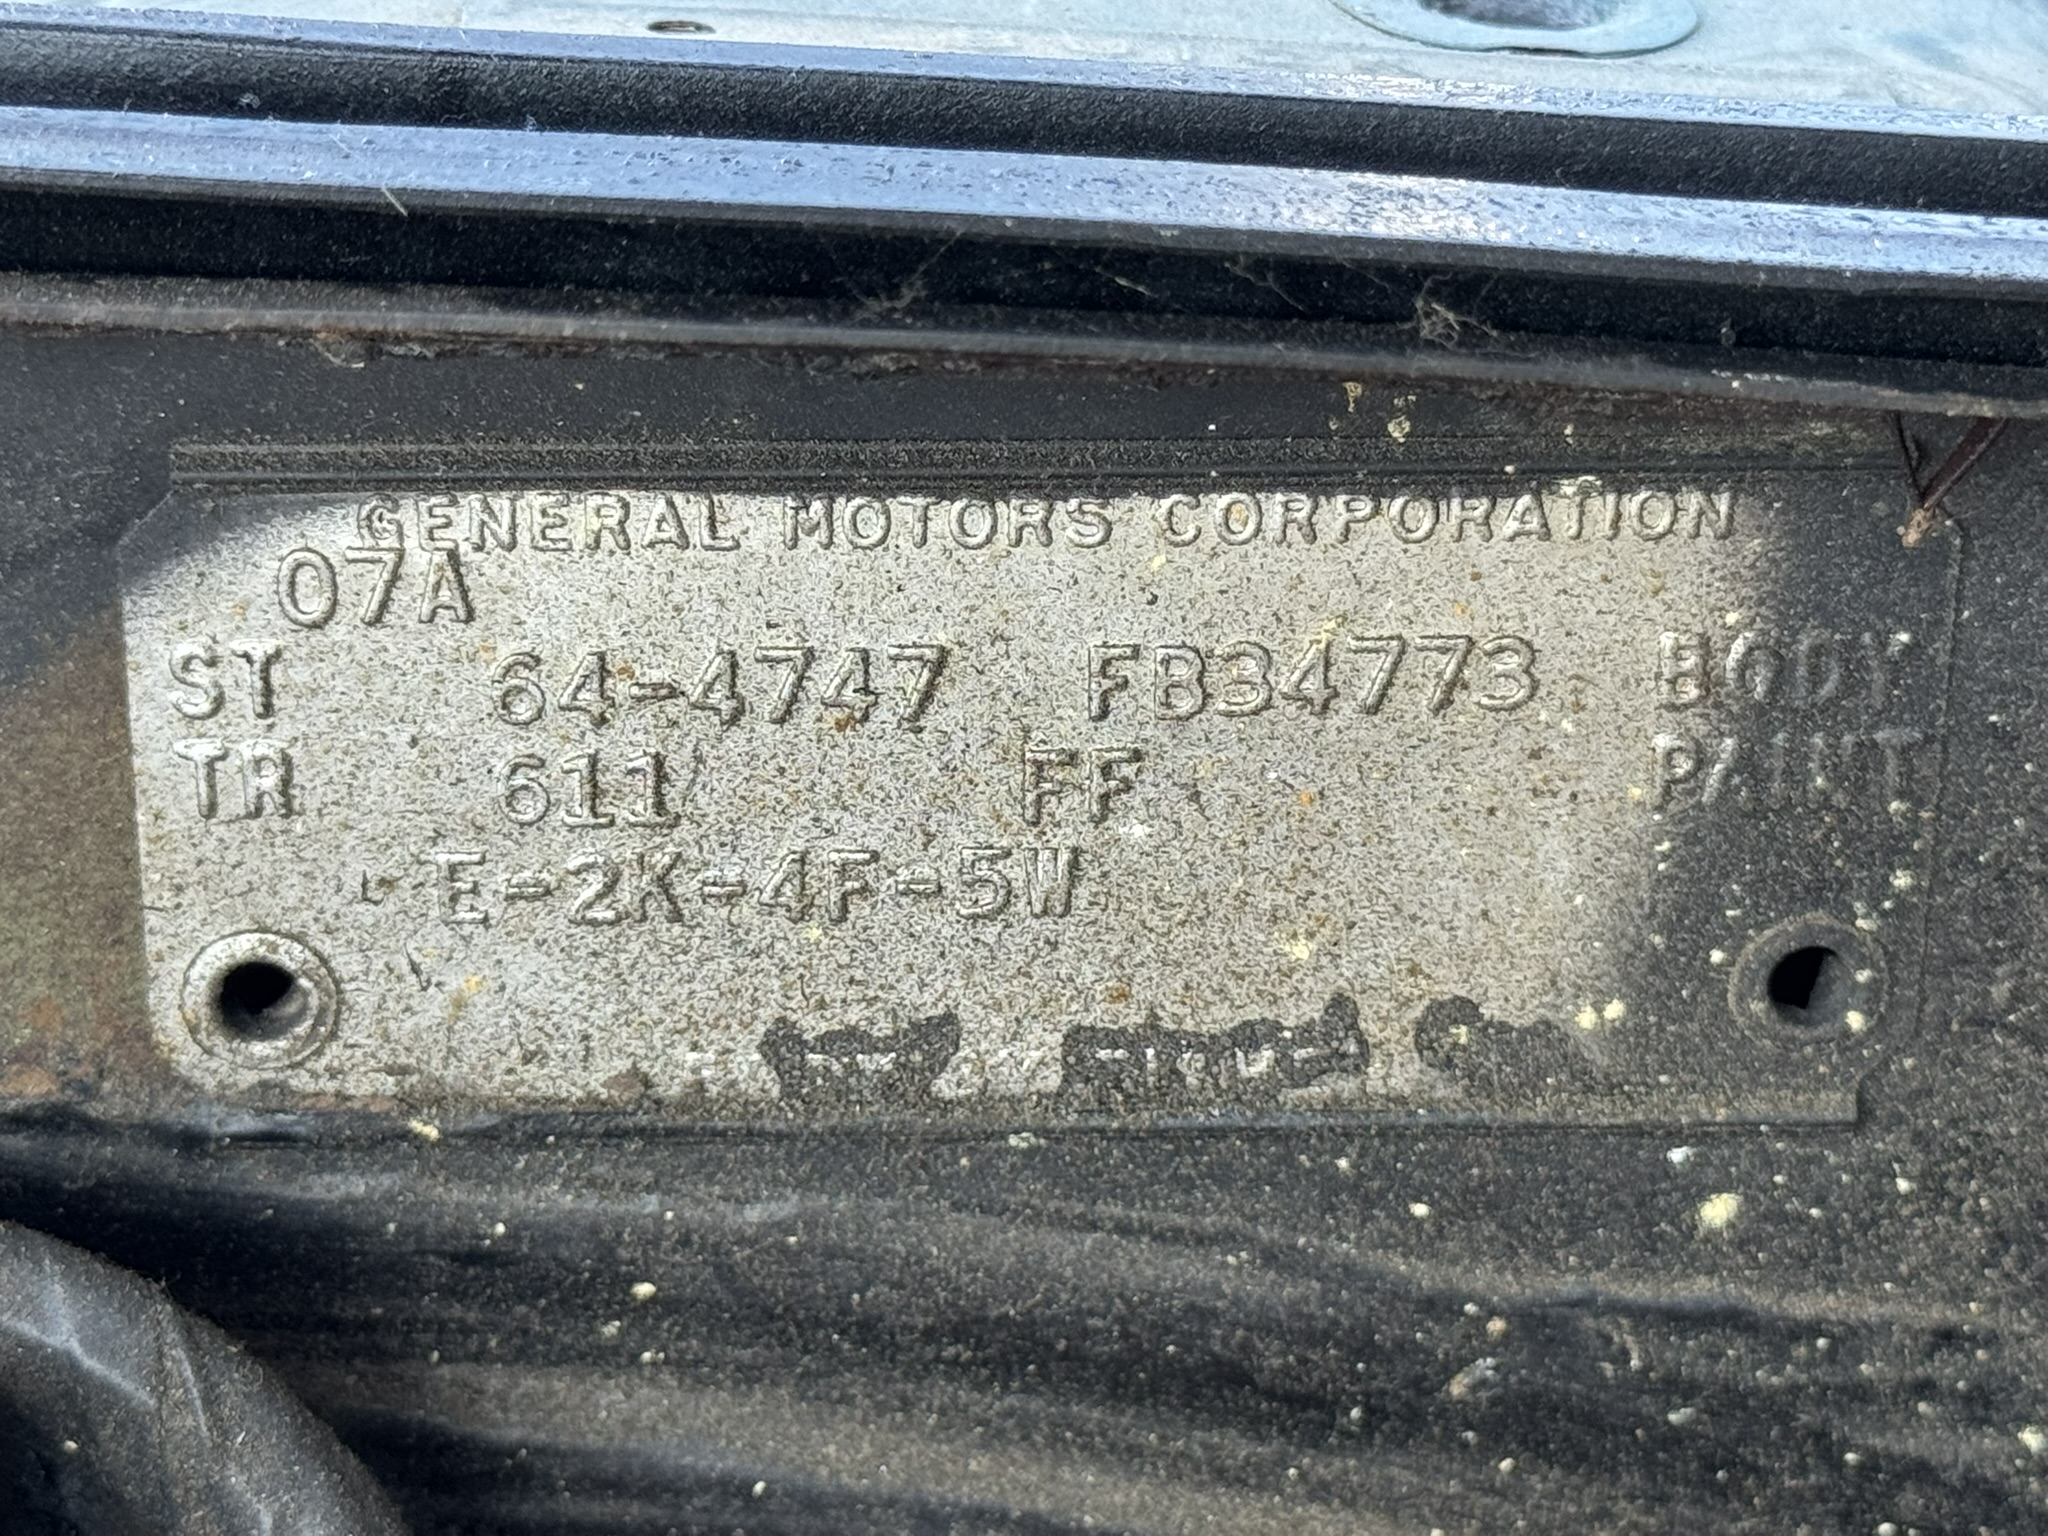 GENERAL MOTORS CORPORATION
07A
ST 64-4747 FB34773 BODY
TR 611 FF PAINT
E-2K-4F-5W